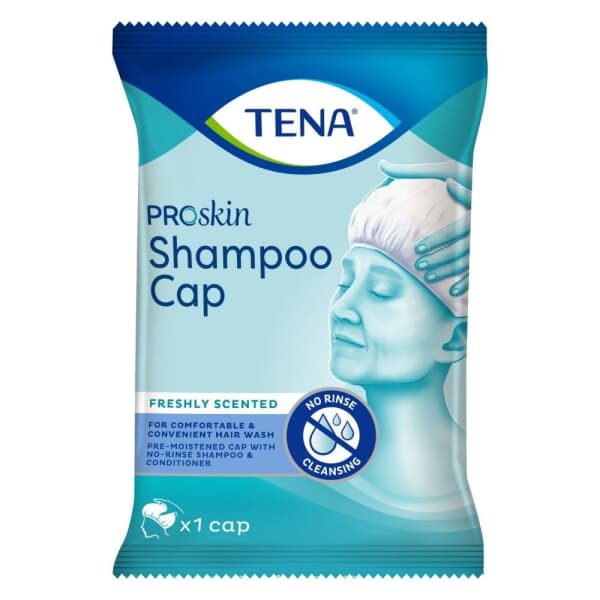 TENA®
PROskin
Shampoo
Cap
FRESHLY SCENTED
FOR COMFORTABLE &
CONVENIENT HAIR WASH
PRE-MOISTENED CAP WITH
NO-RINSE SHAMPOO &
CONDITIONER
NO RINSE
CLEANSING
x1 cap